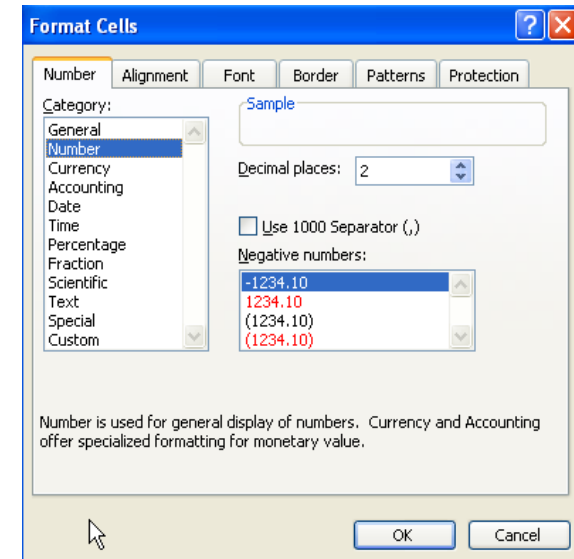 Format Cells
?
Number Alignment Font Border Patterns Protection
Category:
General
Number
Currency
Accounting
Date
Time
Percentage
Fraction
Scientific
Text
Special
Custom
Sample
Decimal places: 2
Use 1000 Separator (,)
Negative numbers:
-1234.10
1234.10
(1234.10)
(1234.10)
Number is used for general display of numbers. Currency and Accounting
offer specialized formatting for monetary value.
OK Cancel